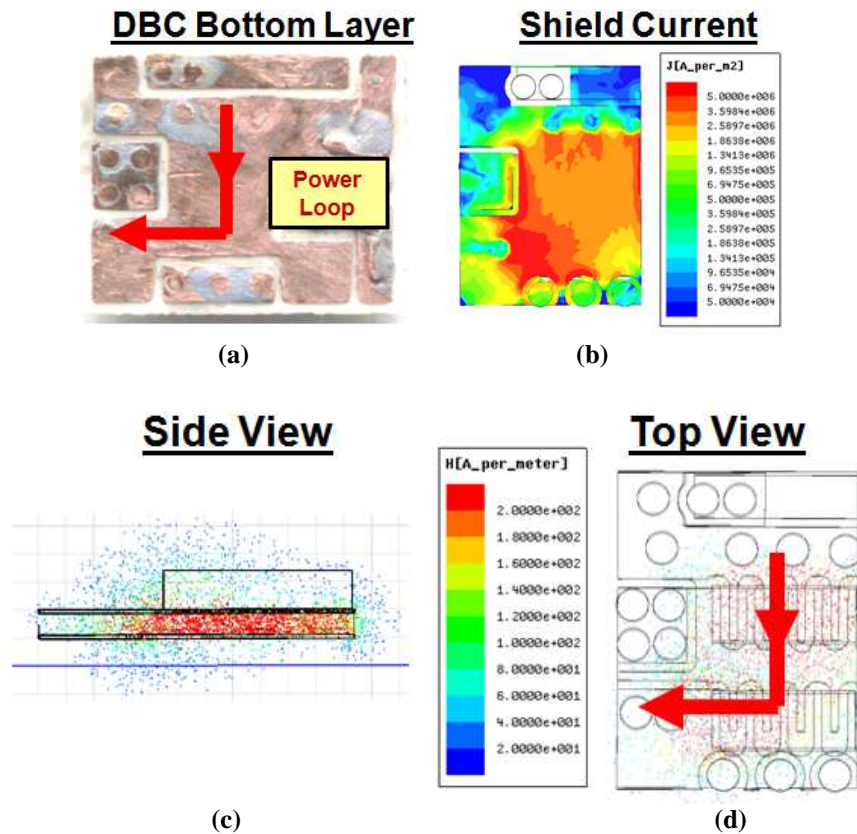 DBC Bottom Layer
Shield Current
Power
Loop
J[A_per_m2]
5.0000e+006
3.5984e+006
2.5897e+006
1.8638e+006
1.3413e+006
9.6535e+005
6.9475e+005
5.0000e+005
3.5984e+005
2.5897e+005
1.8638e+005
1.3413e+005
9.6535e+004
6.9475e+004
5.0000e+004
(a)
(b)
Side View
Top View
H[A_per_meter]
2.0000e+002
1.8000e+002
1.6000e+002
1.4000e+002
1.2000e+002
1.0000e+002
8.0000e+001
6.0000e+001
4.0000e+001
2.0000e+001
(c)
(d)